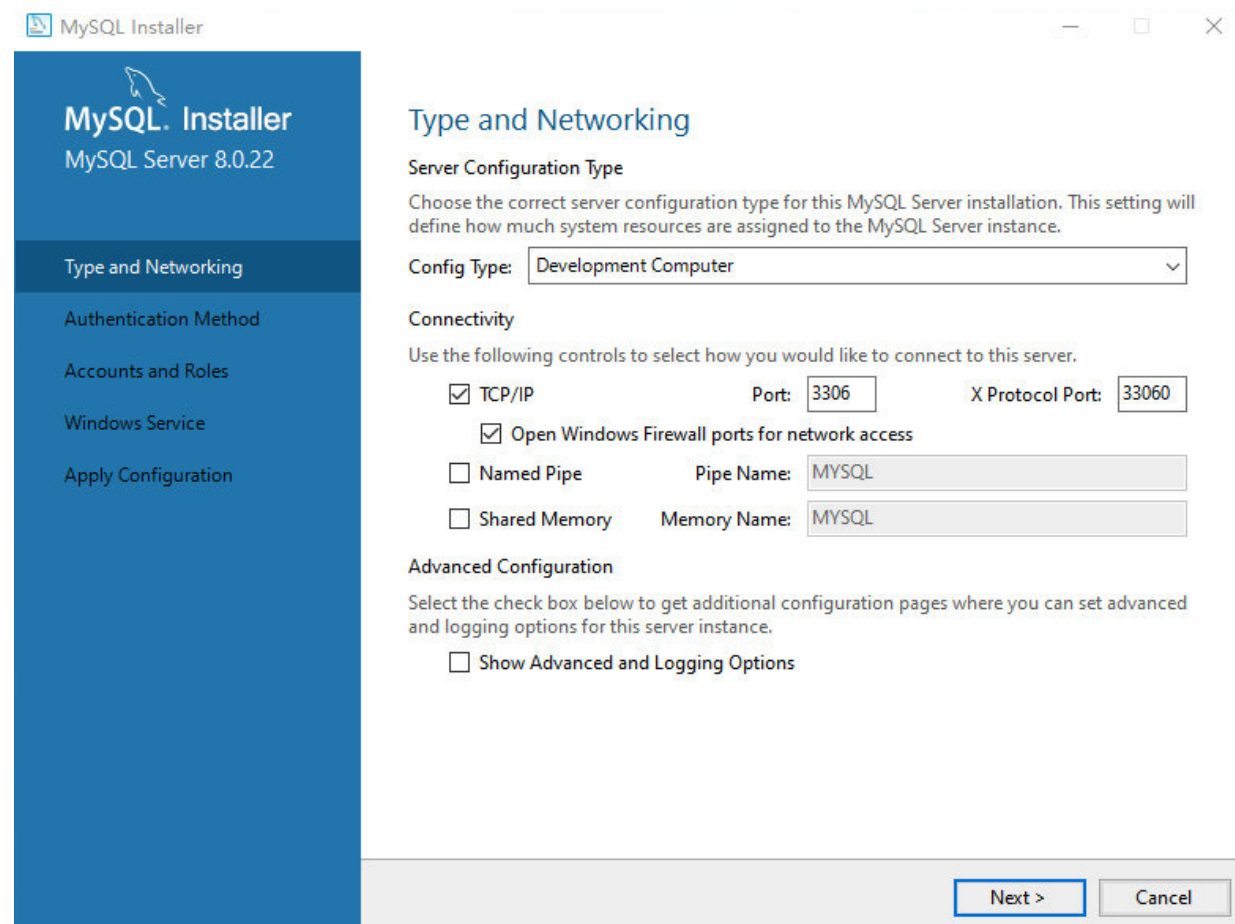 MySQL Installer
MySQL. Installer
MySQL Server 8.0.22
Type and Networking
Authentication Method
Accounts and Roles
Windows Service
Apply Configuration
Type and Networking
Server Configuration Type
Choose the correct server configuration type for this MySQL Server installation. This setting will
define how much system resources are assigned to the MySQL Server instance.
Config Type: Development Computer
Connectivity
Use the following controls to select how you would like to connect to this server.
TCP/IP Port: 3306 X Protocol Port: 33060
Open Windows Firewall ports for network access
Named Pipe Pipe Name: MYSQL
Shared Memory Memory Name: MYSQL
Advanced Configuration
Select the check box below to get additional configuration pages where you can set advanced
and logging options for this server instance.
Show Advanced and Logging Options
Next > Cancel